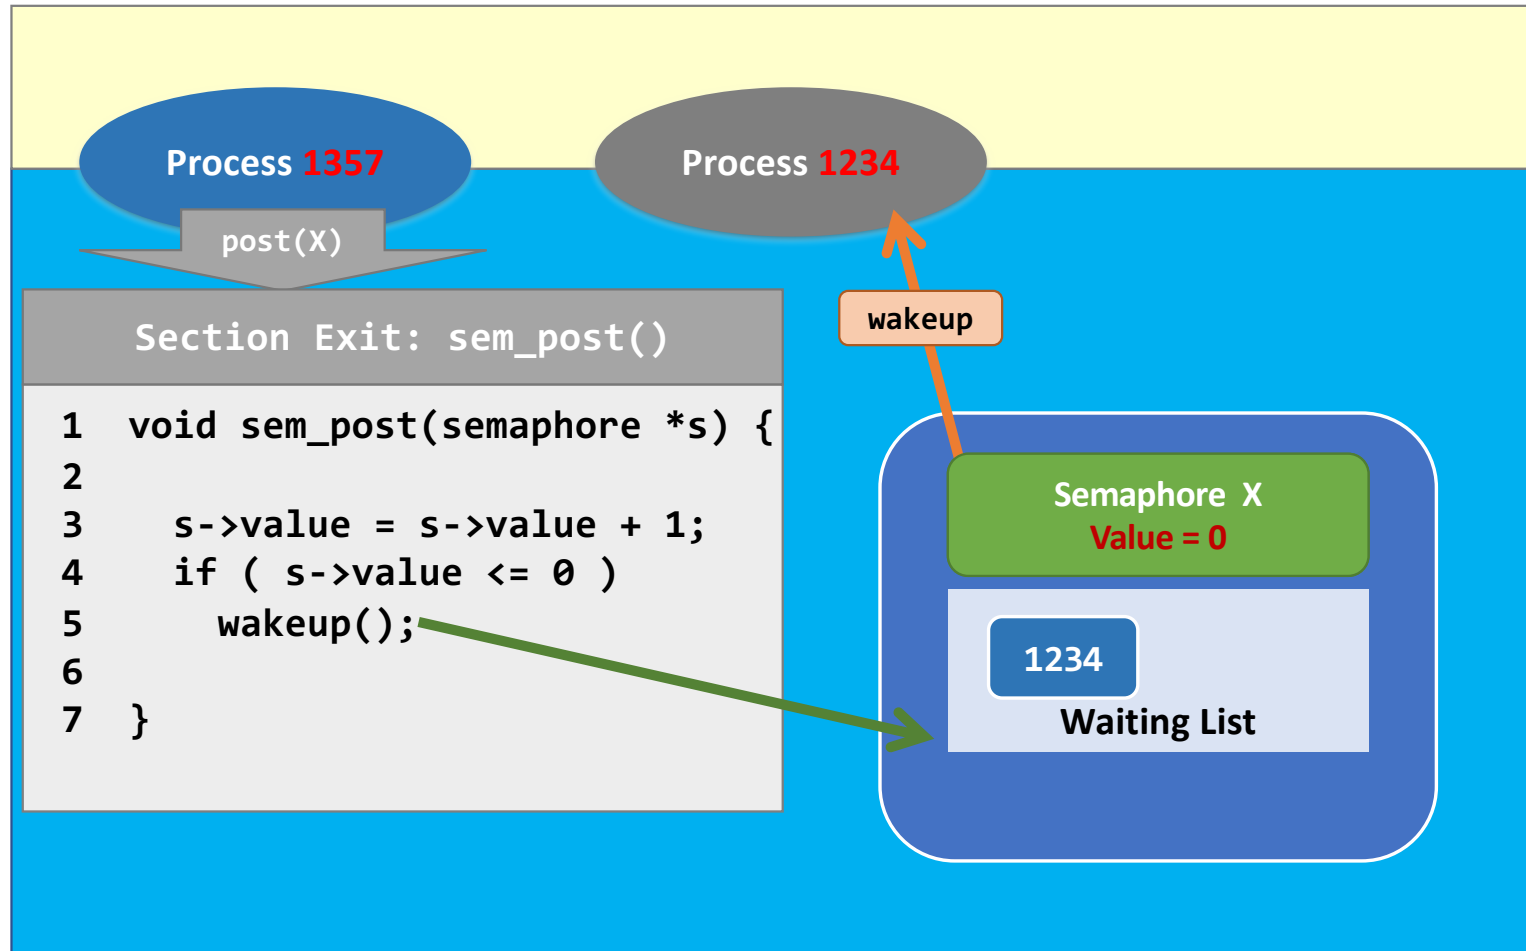 Process 1357
Process 1234
post(X)
wakeup
Section Exit: sem_post()
1 void sem_post(semaphore *s) {
2
3 s->value = s->value + 1;
4 if ( s->value <= 0 )
5 wakeup();
6
7 }
Semaphore X
Value = 0
1234
Waiting List